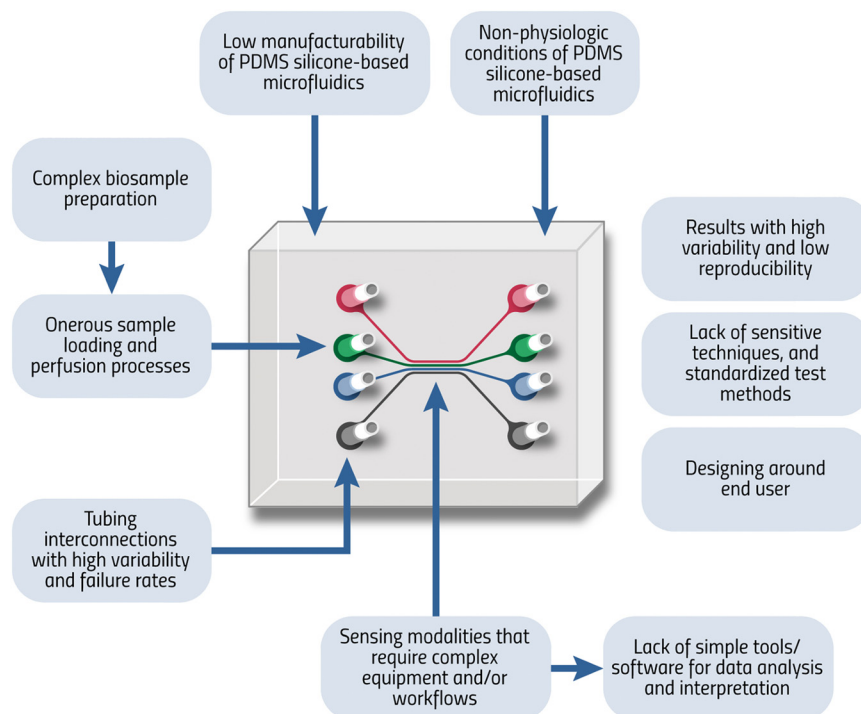 Low manufacturability
of PDMS silicone-based
microfluidics
Non-physiologic
conditions of PDMS
silicone-based
microfluidics
Complex biosample
preparation
Onerous sample
loading and
perfusion processes
Tubing
interconnections
with high variability
and failure rates
Results with high
variability and low
reproducibility
Lack of sensitive
techniques, and
standardized test
methods
Designing around
end user
Sensing modalities that
require complex
equipment and/or
workflows
Lack of simple tools/
software for data analysis
and interpretation